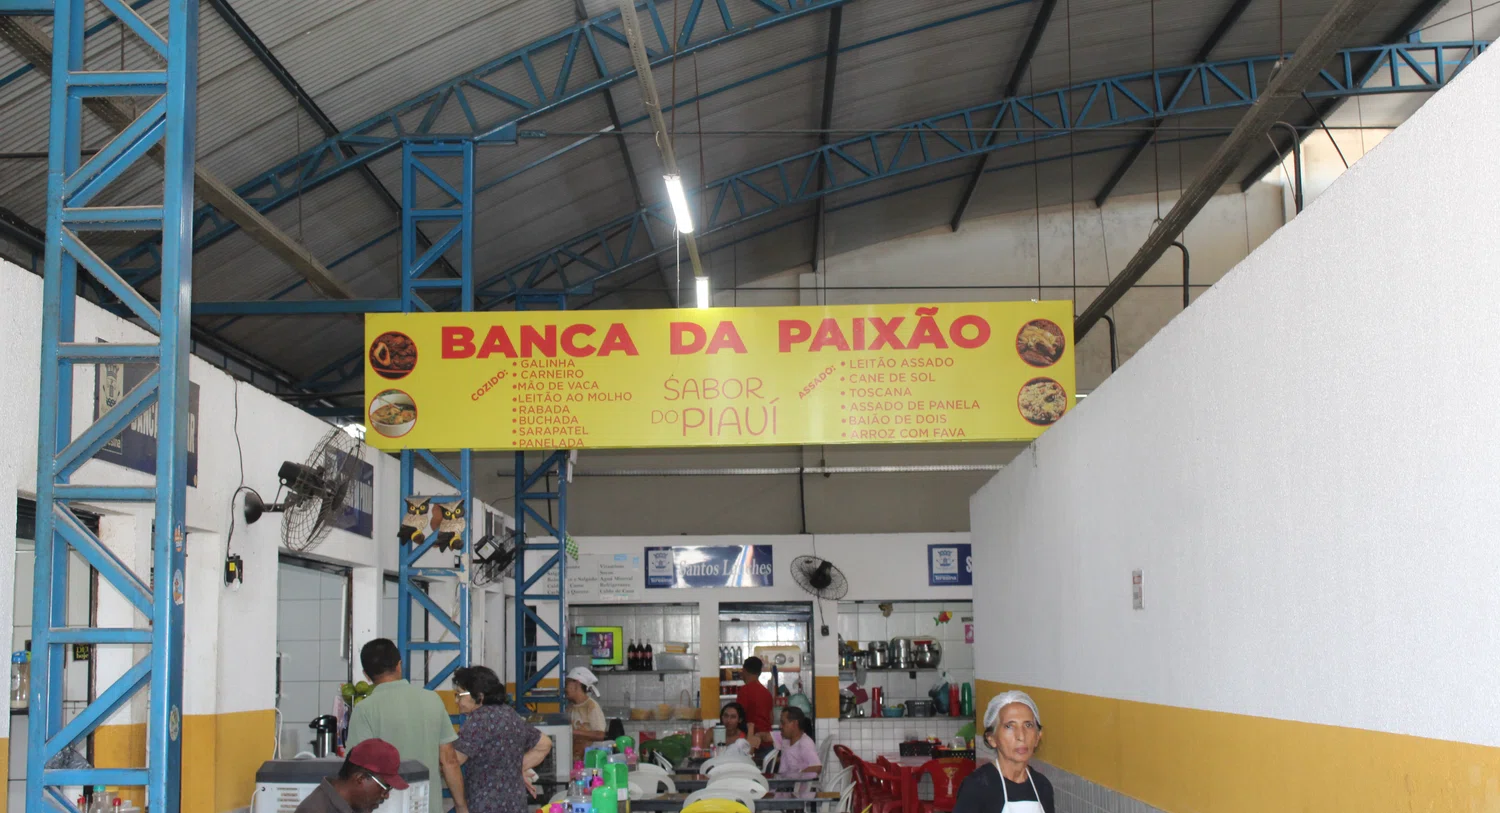 BANCA DA PAIXÃO
COZIDO:
• GALINHA
• CARNEIRO
•MÃO DE VACA
•LEITÃO AO MOLHO
•RABADA
•BUCHADA
•SARAPATEL
•PANELADA
SABOR
DO PIAUÍ
ASSADO:
• LEITÃO ASSADO
• CANE DE SOL
• TOSCANA
• ASSADO DE PANELA
•BAIÃO DE DOIS
• ARROZ COM FAVA
Santos